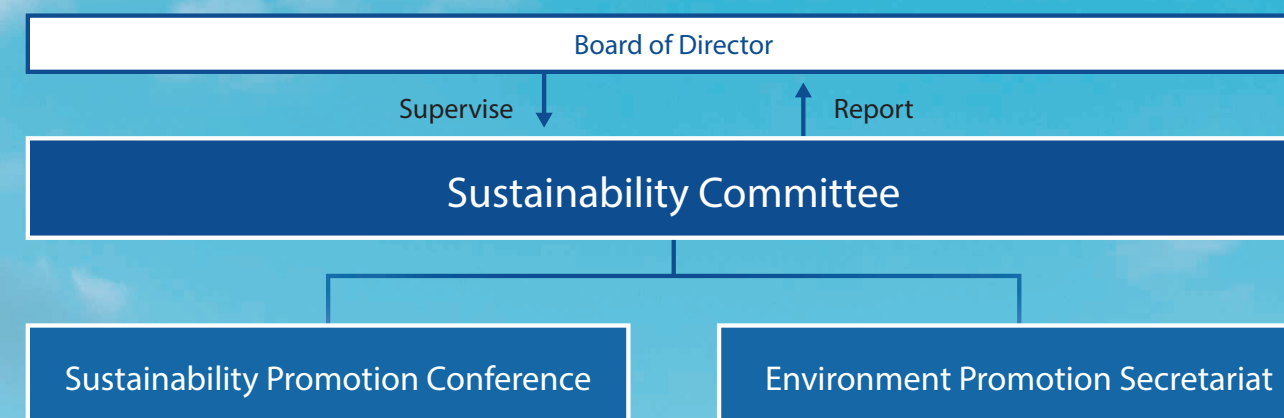 Board of Director
Supervise
Report
Sustainability Committee
Sustainability Promotion Conference
Environment Promotion Secretariat